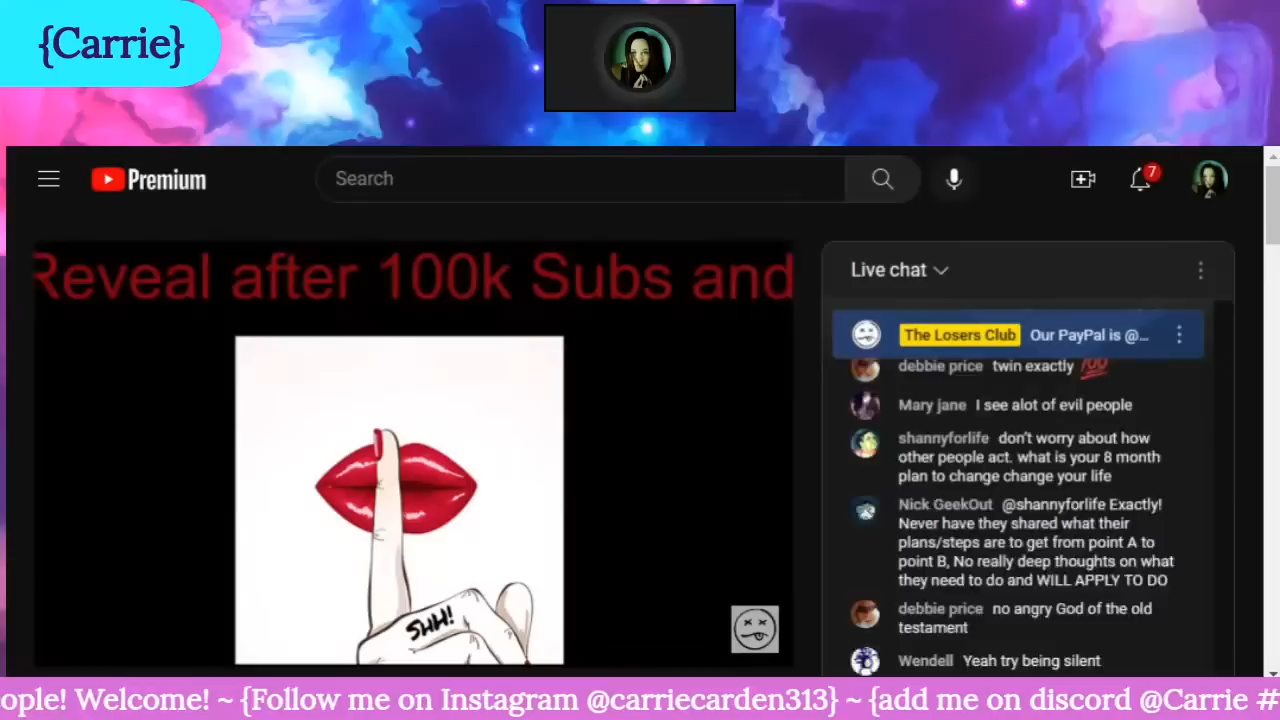 {Carrie}
Premium
Search
7
Reveal after 100k Subs and
SHH!
Live chat
The Losers Club Our PayPal is @...
debbie price twin exactly 💯
Mary jane I see alot of evil people
shannyforlife don't worry about how
other people act. what is your 8 month
plan to change change your life
Nick GeekOut @shannyforlife Exactly!
Never have they shared what their
plans/steps are to get from point A to
point B, No really deep thoughts on what
they need to do and WILL APPLY TO DO
debbie price no angry God of the old
testament
Wendell Yeah try being silent
ople! Welcome! ~ {Follow me on Instagram @carriecarden313} ~ {add me on discord @Carrie #